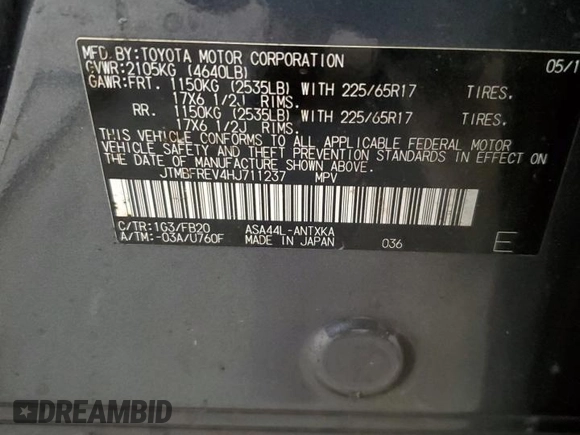 MFD.BY:TOYOTA MOTOR CORPORATION 05/1
GVWR:2105KG (4640LB)
GAWR:FRT. 1150KG (2535LB) WITH 225/65R17 TIRES.
17X6 1/2J RIMS.
RR. 1150KG (2535LB) WITH 225/65R17 TIRES.
17X6 1/2J RIMS.
THIS VEHICLE CONFORMS TO ALL APPLICABLE FEDERAL MOTOR
VEHICLE SAFETY AND THEFT PREVENTION STANDARDS IN EFFECT
ON THE DATE OF MANUFACTURE SHOWN ABOVE.
JTMBFREV4HJ711237 MPV
C/TR:1G3/FB20 ASA44L-ANTXKA
A/TM:-03A/U760F MADE IN JAPAN 036 E
DREAMBID